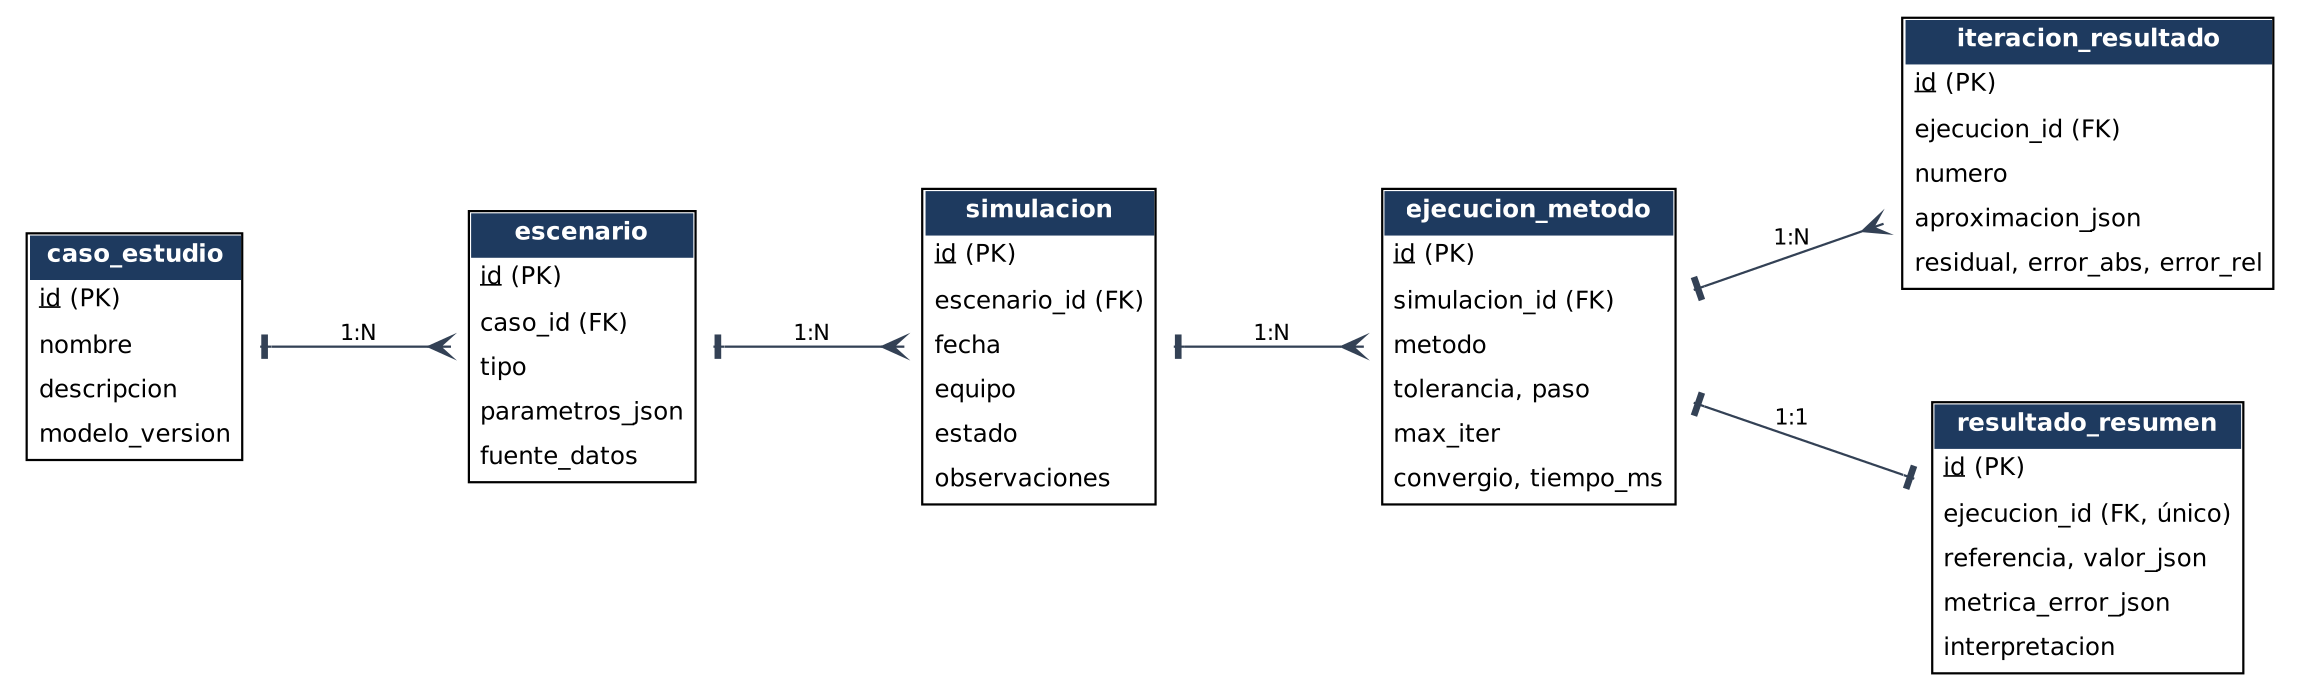 caso_estudio
id (PK)
nombre
descripcion
modelo_version
1:N
escenario
id (PK)
caso_id (FK)
tipo
parametros_json
fuente_datos
1:N
simulacion
id (PK)
escenario_id (FK)
fecha
equipo
estado
observaciones
1:N
ejecucion_metodo
id (PK)
simulacion_id (FK)
metodo
tolerancia, paso
max_iter
convergio, tiempo_ms
1:N
iteracion_resultado
id (PK)
ejecucion_id (FK)
numero
aproximacion_json
residual, error_abs, error_rel
1:1
resultado_resumen
id (PK)
ejecucion_id (FK, único)
referencia, valor_json
metrica_error_json
interpretacion